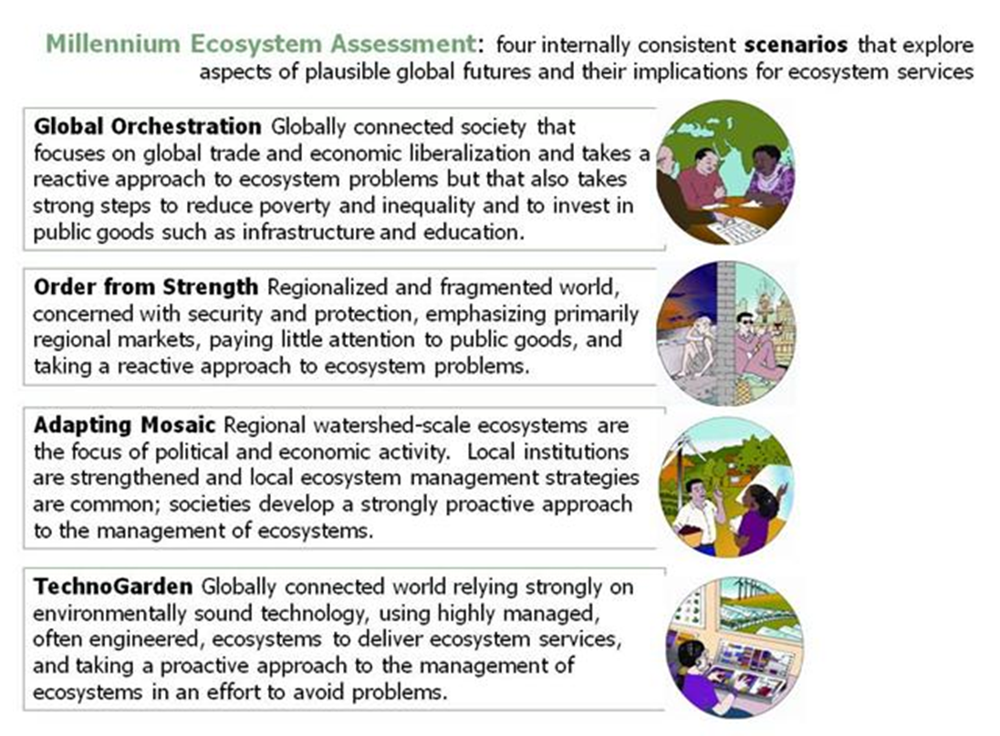 Millennium Ecosystem Assessment: four internally consistent scenarios that explore
aspects of plausible global futures and their implications for ecosystem services
Global Orchestration Globally connected society that
focuses on global trade and economic liberalization and takes a
reactive approach to ecosystem problems but that also takes
strong steps to reduce poverty and inequality and to invest in
public goods such as infrastructure and education.
Order from Strength Regionalized and fragmented world,
concerned with security and protection, emphasizing primarily
regional markets, paying little attention to public goods, and
taking a reactive approach to ecosystem problems.
Adapting Mosaic Regional watershed-scale ecosystems are
the focus of political and economic activity. Local institutions
are strengthened and local ecosystem management strategies
are common; societies develop a strongly proactive approach
to the management of ecosystems.
TechnoGarden Globally connected world relying strongly on
environmentally sound technology, using highly managed,
often engineered, ecosystems to deliver ecosystem services,
and taking a proactive approach to the management of
ecosystems in an effort to avoid problems.